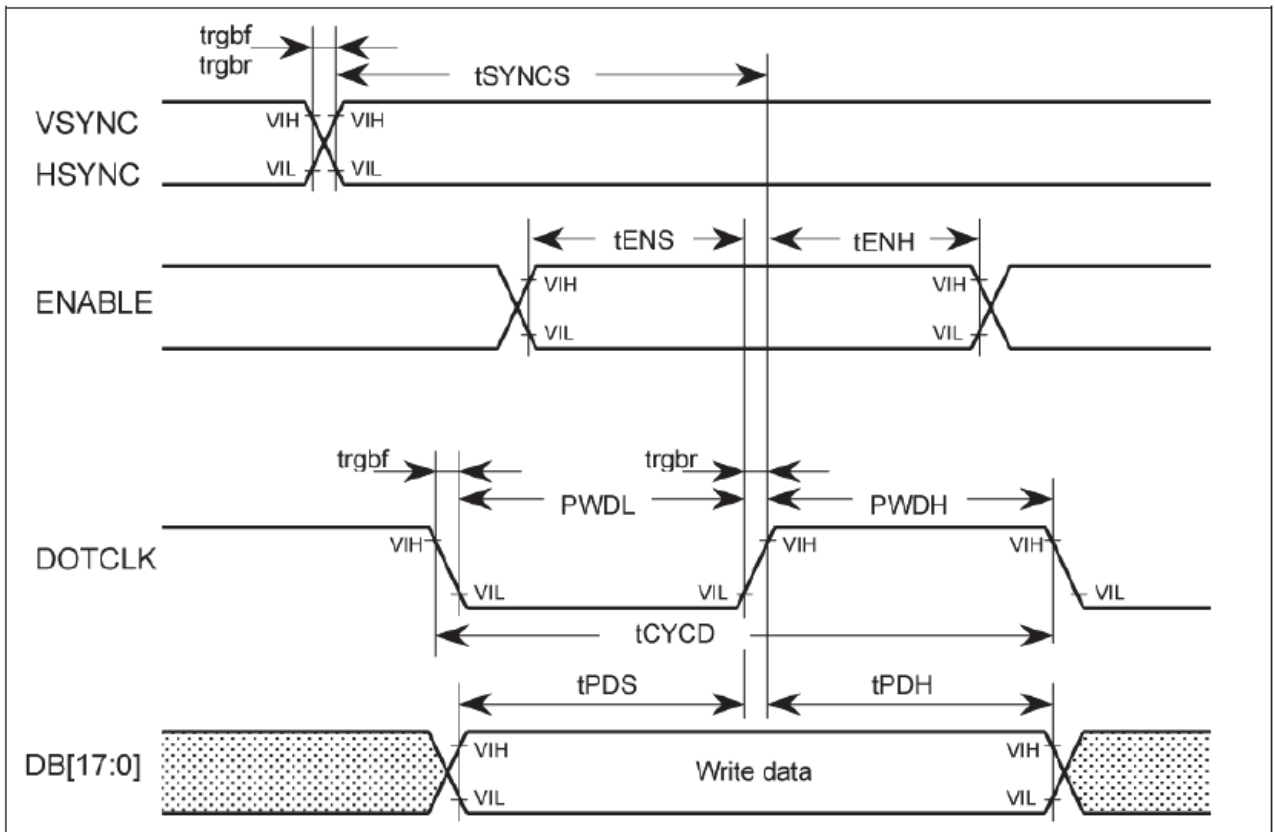 trgbf
trgbr
tSYNCS
VSYNC
VIH VIH
HSYNC
VIL VIL
tENS tENH
ENABLE
VIH VIH
VIL VIL
trgbf trgbr
PWDL PWDH
DOTCLK
VIH VIH VIH
VIL VIL VIL
tCYCD
tPDS tPDH
DB[17:0]
VIH VIH
Write data
VIL VIL